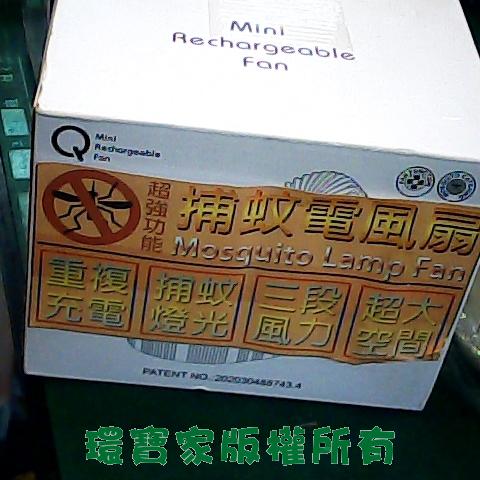 Mini
Rechargeable
Fan
Mini
Rechargeable
Fan
超強功能
捕蚊電風扇
Mosquito Lamp Fan
重複充電
捕蚊燈光
三段風力
超大空間
PATENT NO.:202030485743.4
環寶家版權所有